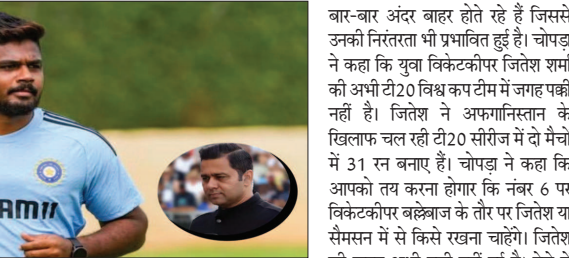 बार-बार अंदर बाहर होते रहे हैं जिससे
उनकी निरंतरता भी प्रभावित हुई है। चोपड़ा
ने कहा कि युवा विकेटकीपर जितेश शर्मा
की अभी टी20 विश्व कप टीम में जगह पक्की
नहीं है। जितेश ने अफगानिस्तान के
खिलाफ चल रही टी20 सीरीज में दो मैचों
में 31 रन बनाए हैं। चोपड़ा ने कहा कि
आपको तय करना होगार कि नंबर 6 पर
विकेटकीपर बल्लेबाज के तौर पर जितेश या
सैमसन में से किसे रखना चाहेंगे। जितेश